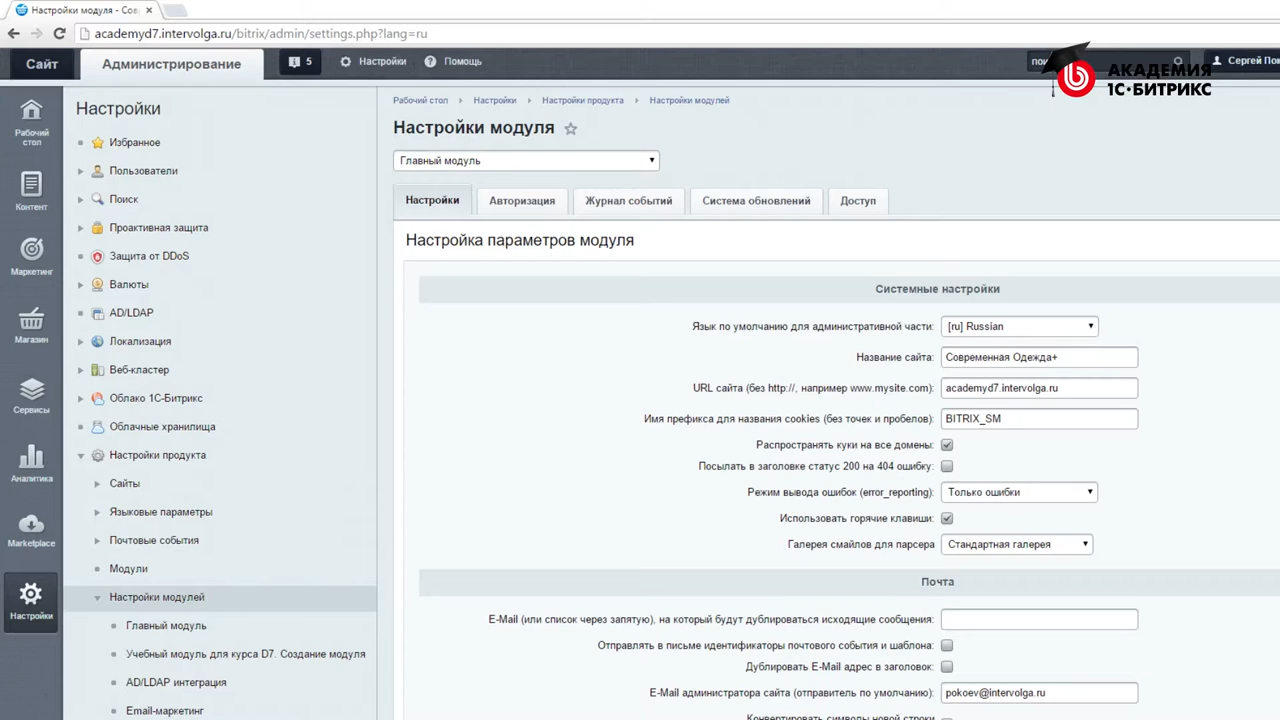 Настройки модуля - Сов
academyd7.intervolga.ru/bitrix/admin/settings.php?lang=ru
Сайт
Администрирование
5
Настройки
Помощь
пои
Сергей Пок
АКАДЕМИЯ
1С·БИТРИКС
Рабочий стол
Контент
Маркетинг
Магазин
Сервисы
Аналитика
Marketplace
Настройки
Настройки
Избранное
Пользователи
Поиск
Проактивная защита
Защита от DDoS
Валюты
AD/LDAP
Локализация
Веб-кластер
Облако 1С-Битрикс
Облачные хранилища
Настройки продукта
Сайты
Языковые параметры
Почтовые события
Модули
Настройки модулей
Главный модуль
Учебный модуль для курса D7. Создание модуля
AD/LDAP интеграция
Email-маркетинг
Рабочий стол Настройки Настройки продукта Настройки модулей
Настройки модуля
Главный модуль
Настройки Авторизация Журнал событий Система обновлений Доступ
Настройка параметров модуля
Системные настройки
Язык по умолчанию для административной части: [ru] Russian
Название сайта: Современная Одежда+
URL сайта (без http://, например www.mysite.com): academyd7.intervolga.ru
Имя префикса для названия cookies (без точек и пробелов): BITRIX_SM
Распространять куки на все домены:
Посылать в заголовке статус 200 на 404 ошибку:
Режим вывода ошибок (error_reporting): Только ошибки
Использовать горячие клавиши:
Галерея смайлов для парсера Стандартная галерея
Почта
E-Mail (или список через запятую), на который будут дублироваться исходящие сообщения:
Отправлять в письме идентификаторы почтового события и шаблона:
Дублировать E-Mail адрес в заголовок:
E-Mail администратора сайта (отправитель по умолчанию): pokoev@intervolga.ru
Конвертировать символы новой строки